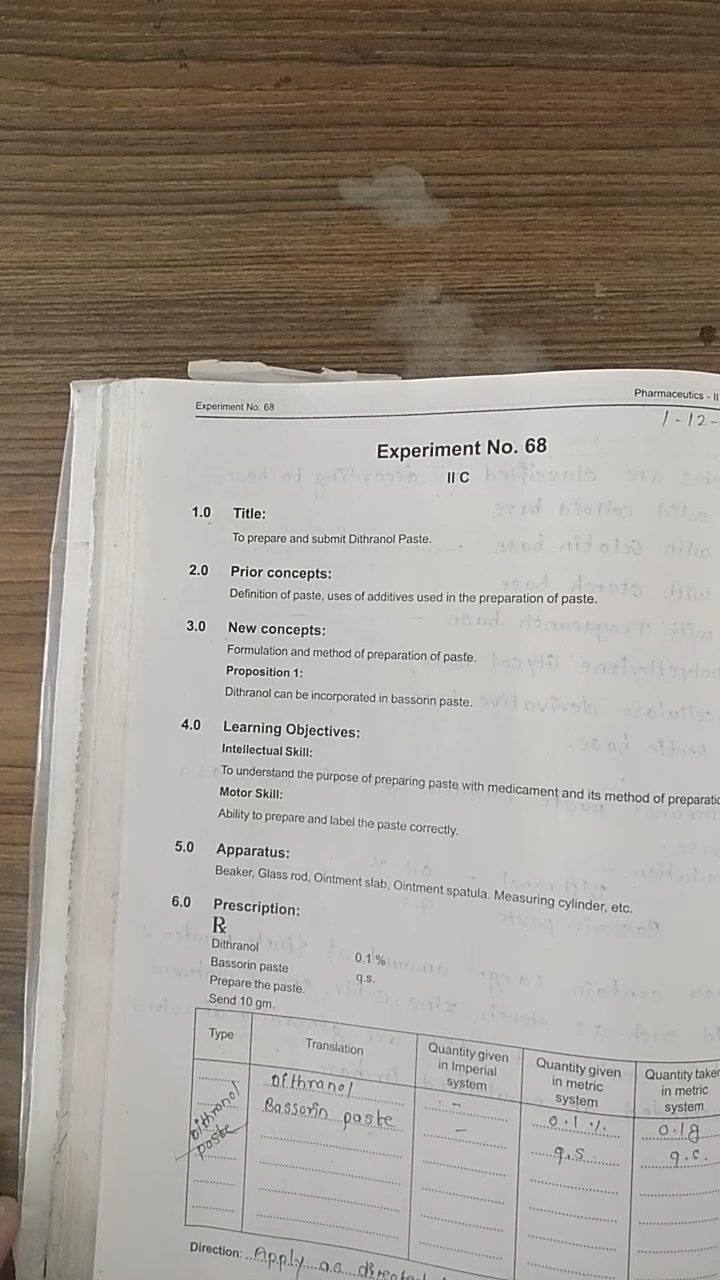 Experiment No. 68
Pharmaceutics - II
1-12-
Experiment No. 68
II C
1.0 Title:
To prepare and submit Dithranol Paste.
2.0 Prior concepts:
Definition of paste, uses of additives used in the preparation of paste.
3.0 New concepts:
Formulation and method of preparation of paste.
Proposition 1:
Dithranol can be incorporated in bassorin paste.
4.0 Learning Objectives:
Intellectual Skill:
To understand the purpose of preparing paste with medicament and its method of preparatio
Motor Skill:
Ability to prepare and label the paste correctly.
5.0 Apparatus:
Beaker, Glass rod, Ointment slab, Ointment spatula. Measuring cylinder, etc.
6.0 Prescription:
℞
Dithranol 0.1 %
Bassorin paste q.s.
Prepare the paste.
Send 10 gm.
Type Translation Quantity given in Imperial system Quantity given in metric system Quantity taken in metric system
Dithranol paste
Dithranol - 0.1 % 0.1g
Bassorin paste - q.s. q.s.
Direction: Apply as directed